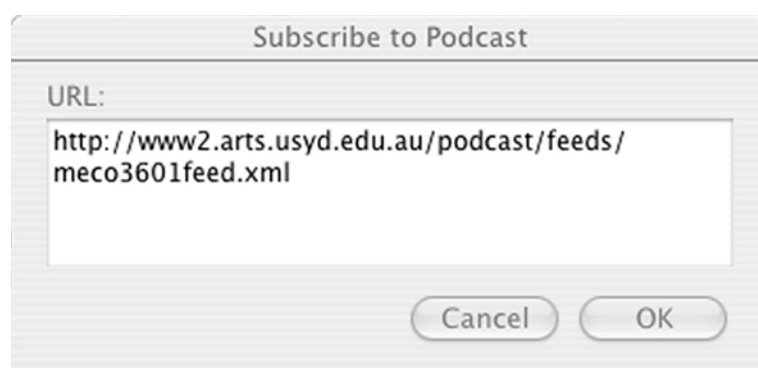 Subscribe to Podcast
URL:
http://www2.arts.usyd.edu.au/podcast/feeds/
meco3601feed.xml
Cancel OK